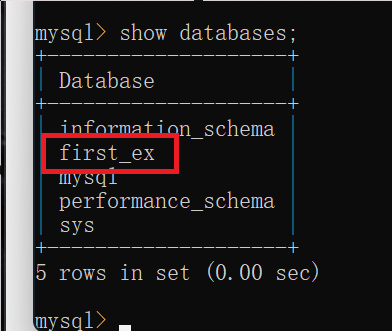 mysql> show databases;
+--------------------+
| Database           |
+--------------------+
| information_schema |
| first_ex           |
| mysql              |
| performance_schema |
| sys                |
+--------------------+
5 rows in set (0.00 sec)
mysql>